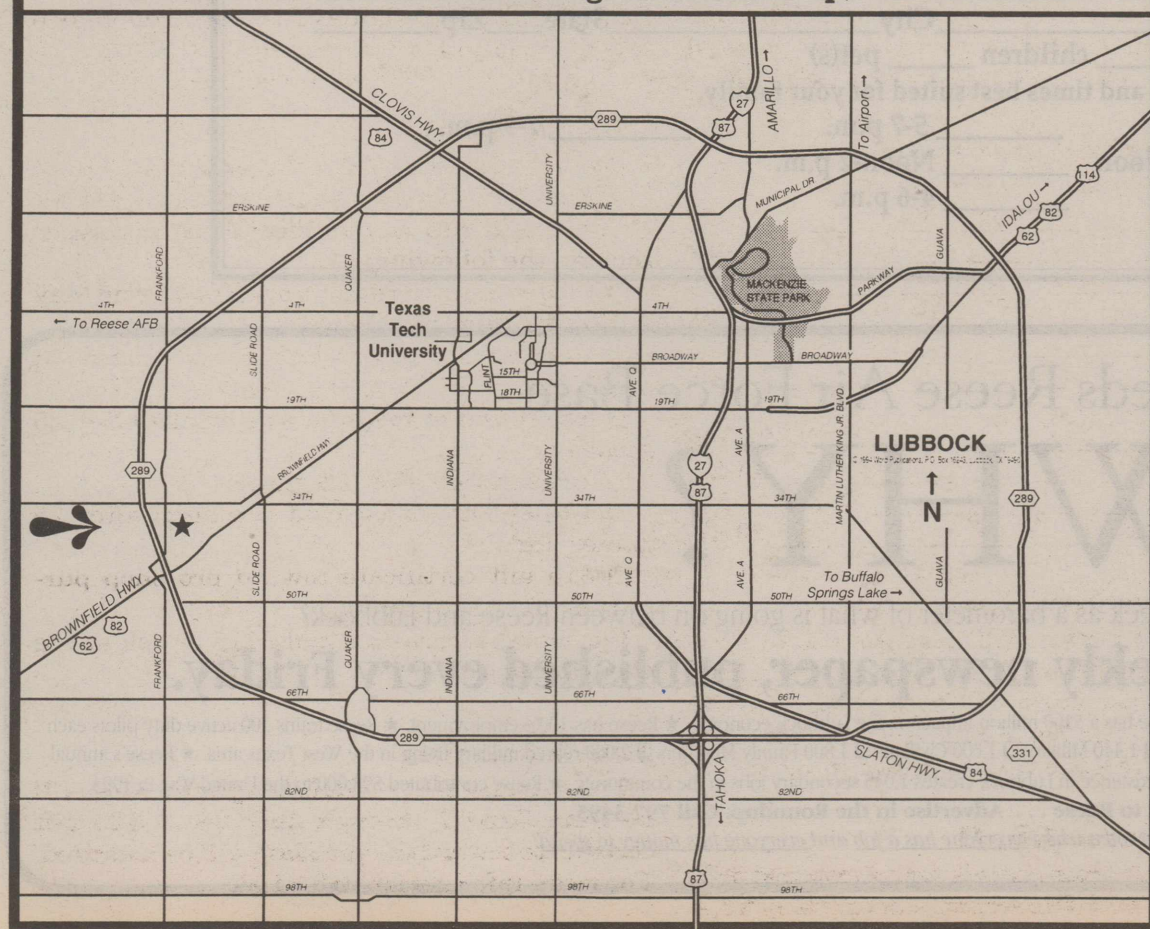 CLOVIS HWY
84
289
27
87
AMARILLO →
To Airport →
114
IDALOU →
82
62
MUNICIPAL DR
ERSKINE
ERSKINE
UNIVERSITY
FRANKFORD
QUAKER
GUAVA
PARKWAY
MACKENZIE
STATE PARK
4TH
4TH
4TH
← To Reese AFB
Texas
Tech
University
SLIDE ROAD
FLINT
15TH
18TH
BROADWAY
BROADWAY
AVE. Q
19TH
19TH
19TH
MARTIN LUTHER KING JR. BLVD.
LUBBOCK
↑
N
289
BROWNFIELD HWY
INDIANA
UNIVERSITY
AVE. A
27
87
289
34TH
34TH
34TH
SLIDE ROAD
AVE. Q
AVE. A
GUAVA
To Buffalo
Springs Lake →
50TH
50TH
50TH
BROWNFIELD HWY
82
62
FRANKFORD
QUAKER
INDIANA
UNIVERSITY
66TH
66TH
66TH
289
SLATON HWY.
84
331
←TAHOKA
82ND
82ND
82ND
87
98TH
98TH
98TH